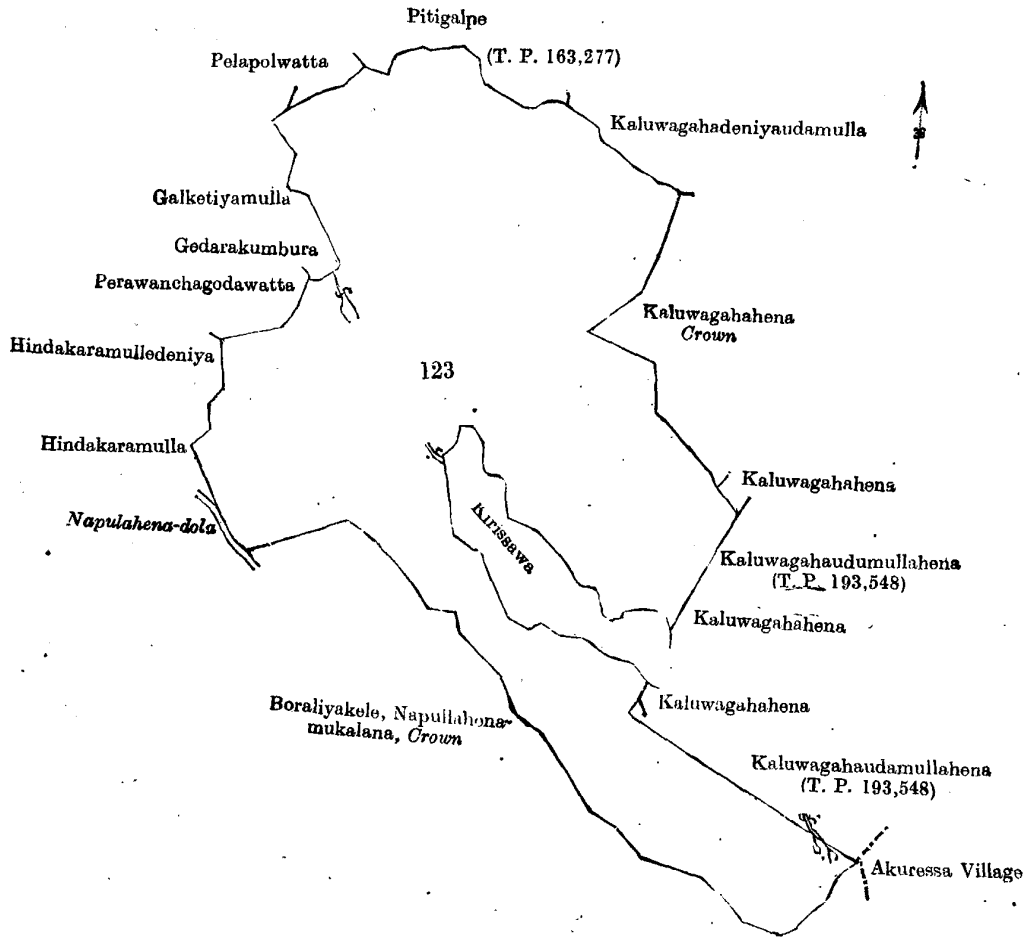 Pitigalpe
(T. P. 163,277)
Pelapolwatta
Kaluwagahadeniyaudamulla
Galketiyamulla
Gedarakumbura
Perawanchagodawatta
Kaluwagahahena
Crown
Hindakaramulledeniya
123
Hindakaramulla
Kaluwagahahena
Napulahena-dola
Kirissawa
Kaluwagahaudumullahena
(T. P. 193,548)
Kaluwagahahena
Boraliyakele, Napullahena-
mukalana, Crown
Kaluwagahahena
Kaluwagahaudamullahena
(T. P. 193,548)
Akuressa Village